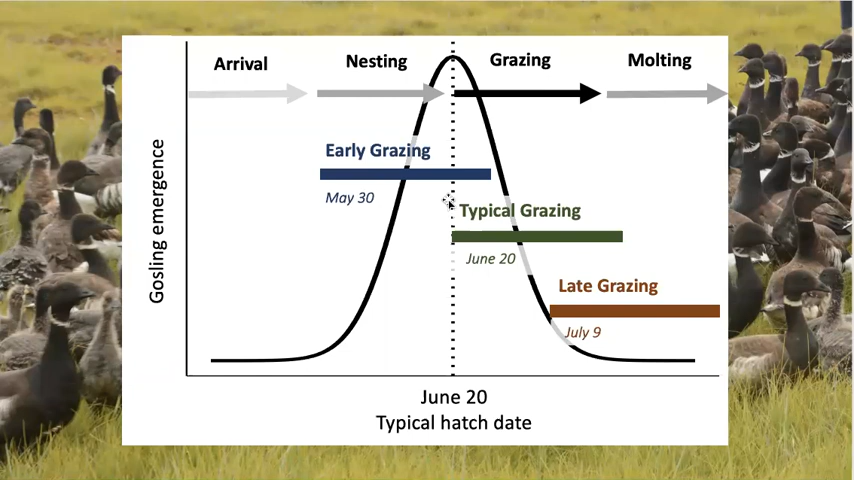 Arrival
Nesting
Grazing
Molting
Early Grazing
May 30
Typical Grazing
June 20
Late Grazing
July 9
Gosling emergence
June 20
Typical hatch date